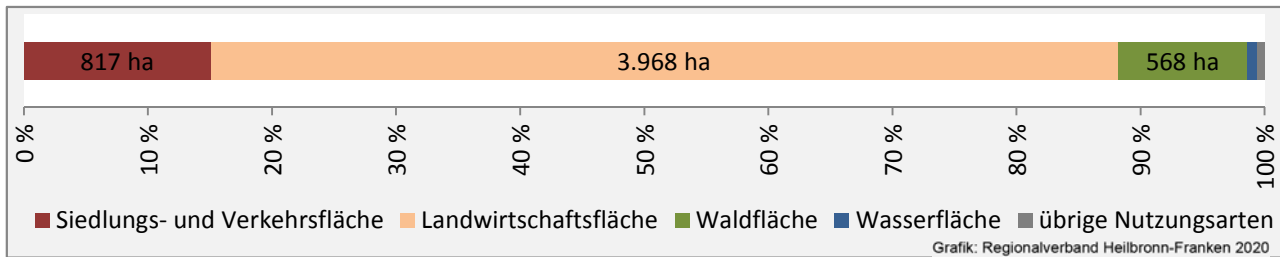 817 ha 3.968 ha 568 ha
0 % 10 % 20 % 30 % 40 % 50 % 60 % 70 % 80 % 90 % 100 %
Siedlungs- und Verkehrsfläche Landwirtschaftsfläche Waldfläche Wasserfläche übrige Nutzungsarten
Grafik: Regionalverband Heilbronn-Franken 2020